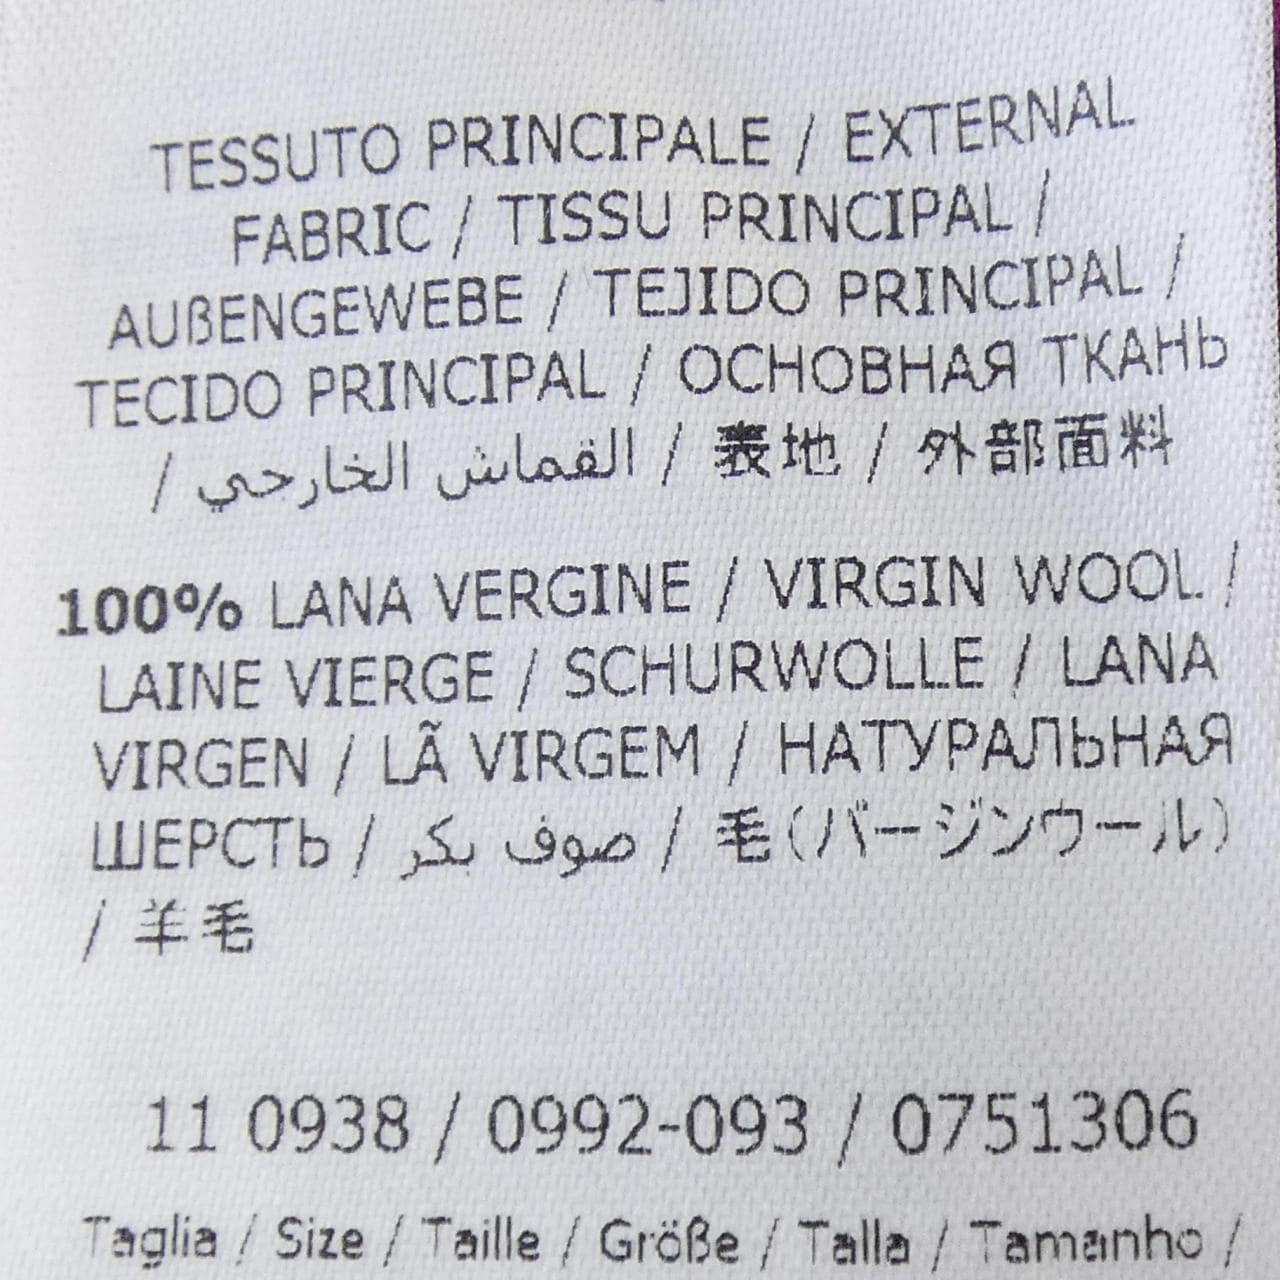 TESSUTO PRINCIPALE / EXTERNAL
FABRIC / TISSU PRINCIPAL /
AUßENGEWEBE / TEJIDO PRINCIPAL /
TECIDO PRINCIPAL / ОСНОВНАЯ ТКАНЬ
/ القماش الخارجي / 表地 / 外部面料
100% LANA VERGINE / VIRGIN WOOL /
LAINE VIERGE / SCHURWOLLE / LANA
VIRGEN / LÃ VIRGEM / НАТУРАЛЬНАЯ
ШЕРСТЬ / صوف بكر / 毛(バージンウール)
/ 羊毛
11 0938 / 0992-093 / 0751306
Taglia / Size / Taille / Größe / Talla / Tamanho /